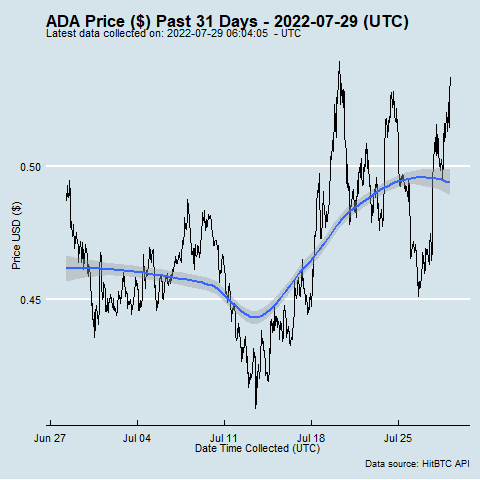 ADA Price ($) Past 31 Days - 2022-07-29 (UTC)
Latest data collected on: 2022-07-29 06:04:05 - UTC
0.50
Price USD ($)
0.45
Jun 27 Jul 04 Jul 11 Jul 18 Jul 25
Date Time Collected (UTC)
Data source: HitBTC API